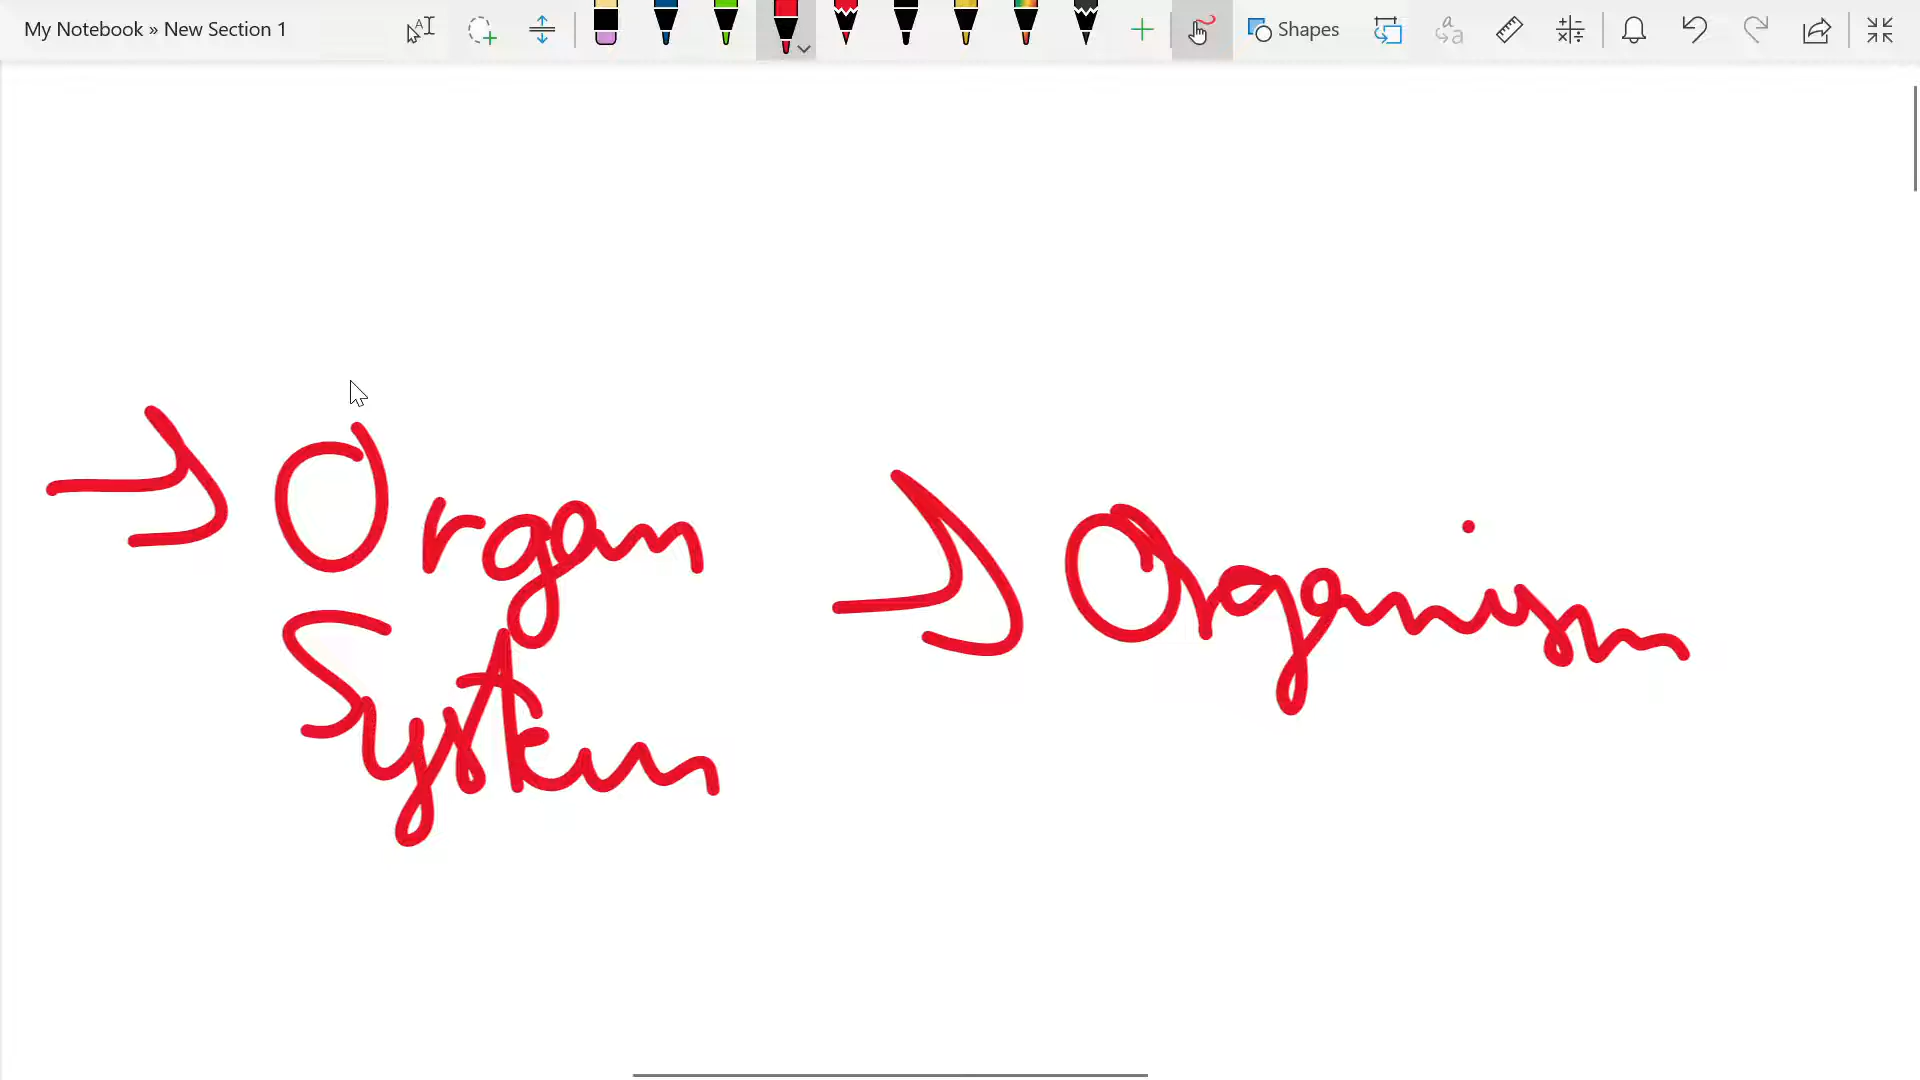 My Notebook » New Section 1 Shapes
→ Organ → Organism
System